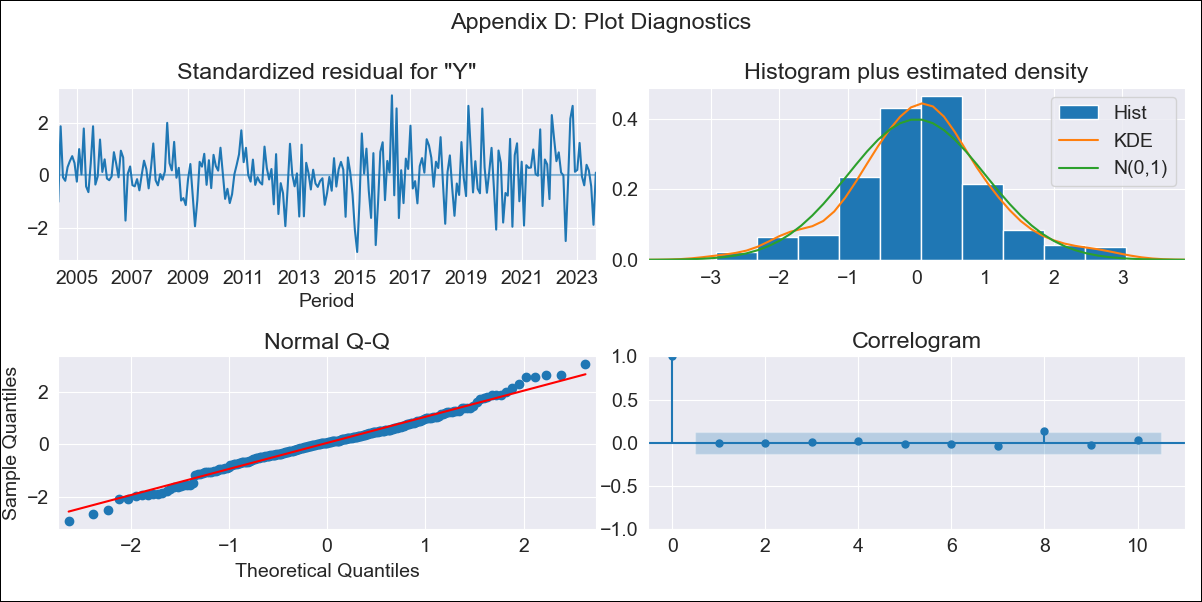 Appendix D: Plot Diagnostics
Standardized residual for "Y"
2
0
−2
2005 2007 2009 2011 2013 2015 2017 2019 2021 2023
Period
Histogram plus estimated density
0.4
0.2
0.0
−3 −2 −1 0 1 2 3
Hist
KDE
N(0,1)
Normal Q-Q
Sample Quantiles
2
0
−2
−2 −1 0 1 2
Theoretical Quantiles
Correlogram
1.0
0.5
0.0
−0.5
−1.0
0 2 4 6 8 10